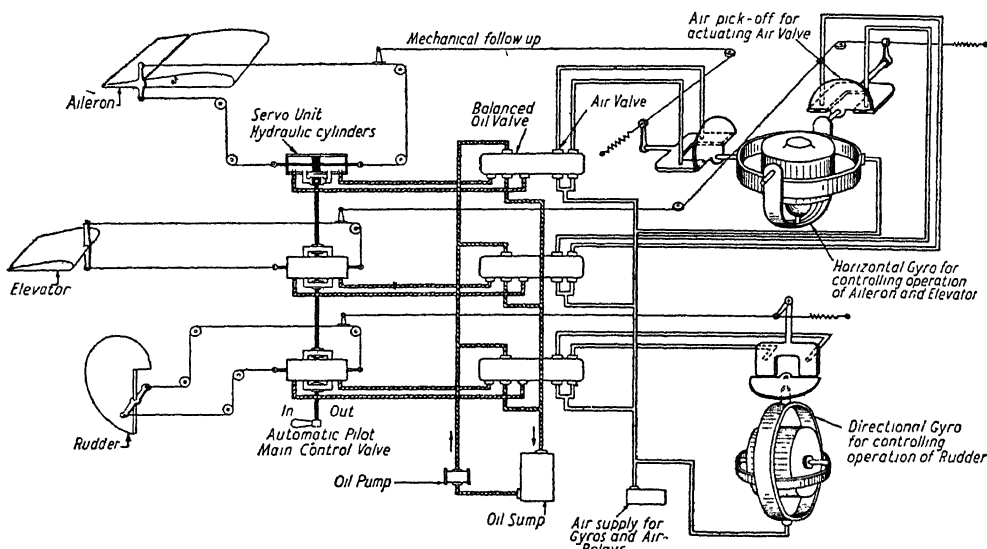 Air pick-off for
actuating Air Valve
Mechanical follow up
Aileron
Servo Unit
Hydraulic cylinders
Balanced
Oil Valve
Air Valve
Elevator
Horizontal Gyro for
controlling operation
of Aileron and Elevator
Rudder
In Out
Automatic Pilot
Main Control Valve
Directional Gyro
for controlling
operation of Rudder
Oil Pump
Oil Sump
Air supply for
Gyros and Air-